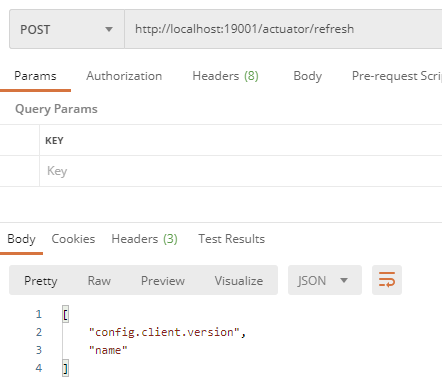 POST http://localhost:19001/actuator/refresh
Params Authorization Headers (8) Body Pre-request Scri
Query Params
KEY
Key
Body Cookies Headers (3) Test Results
Pretty Raw Preview Visualize JSON
1 [
2 "config.client.version",
3 "name"
4 ]